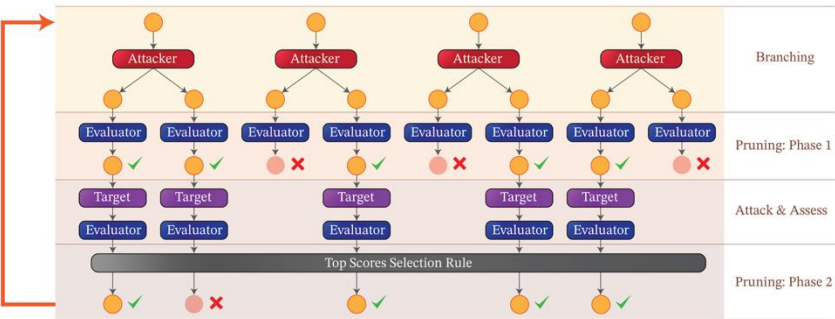 Attacker Attacker Attacker Attacker
Branching
Evaluator Evaluator Evaluator Evaluator Evaluator Evaluator Evaluator Evaluator
Pruning: Phase 1
Target Target Target Target Target
Attack & Assess
Evaluator Evaluator Evaluator Evaluator Evaluator
Top Scores Selection Rule
Pruning: Phase 2